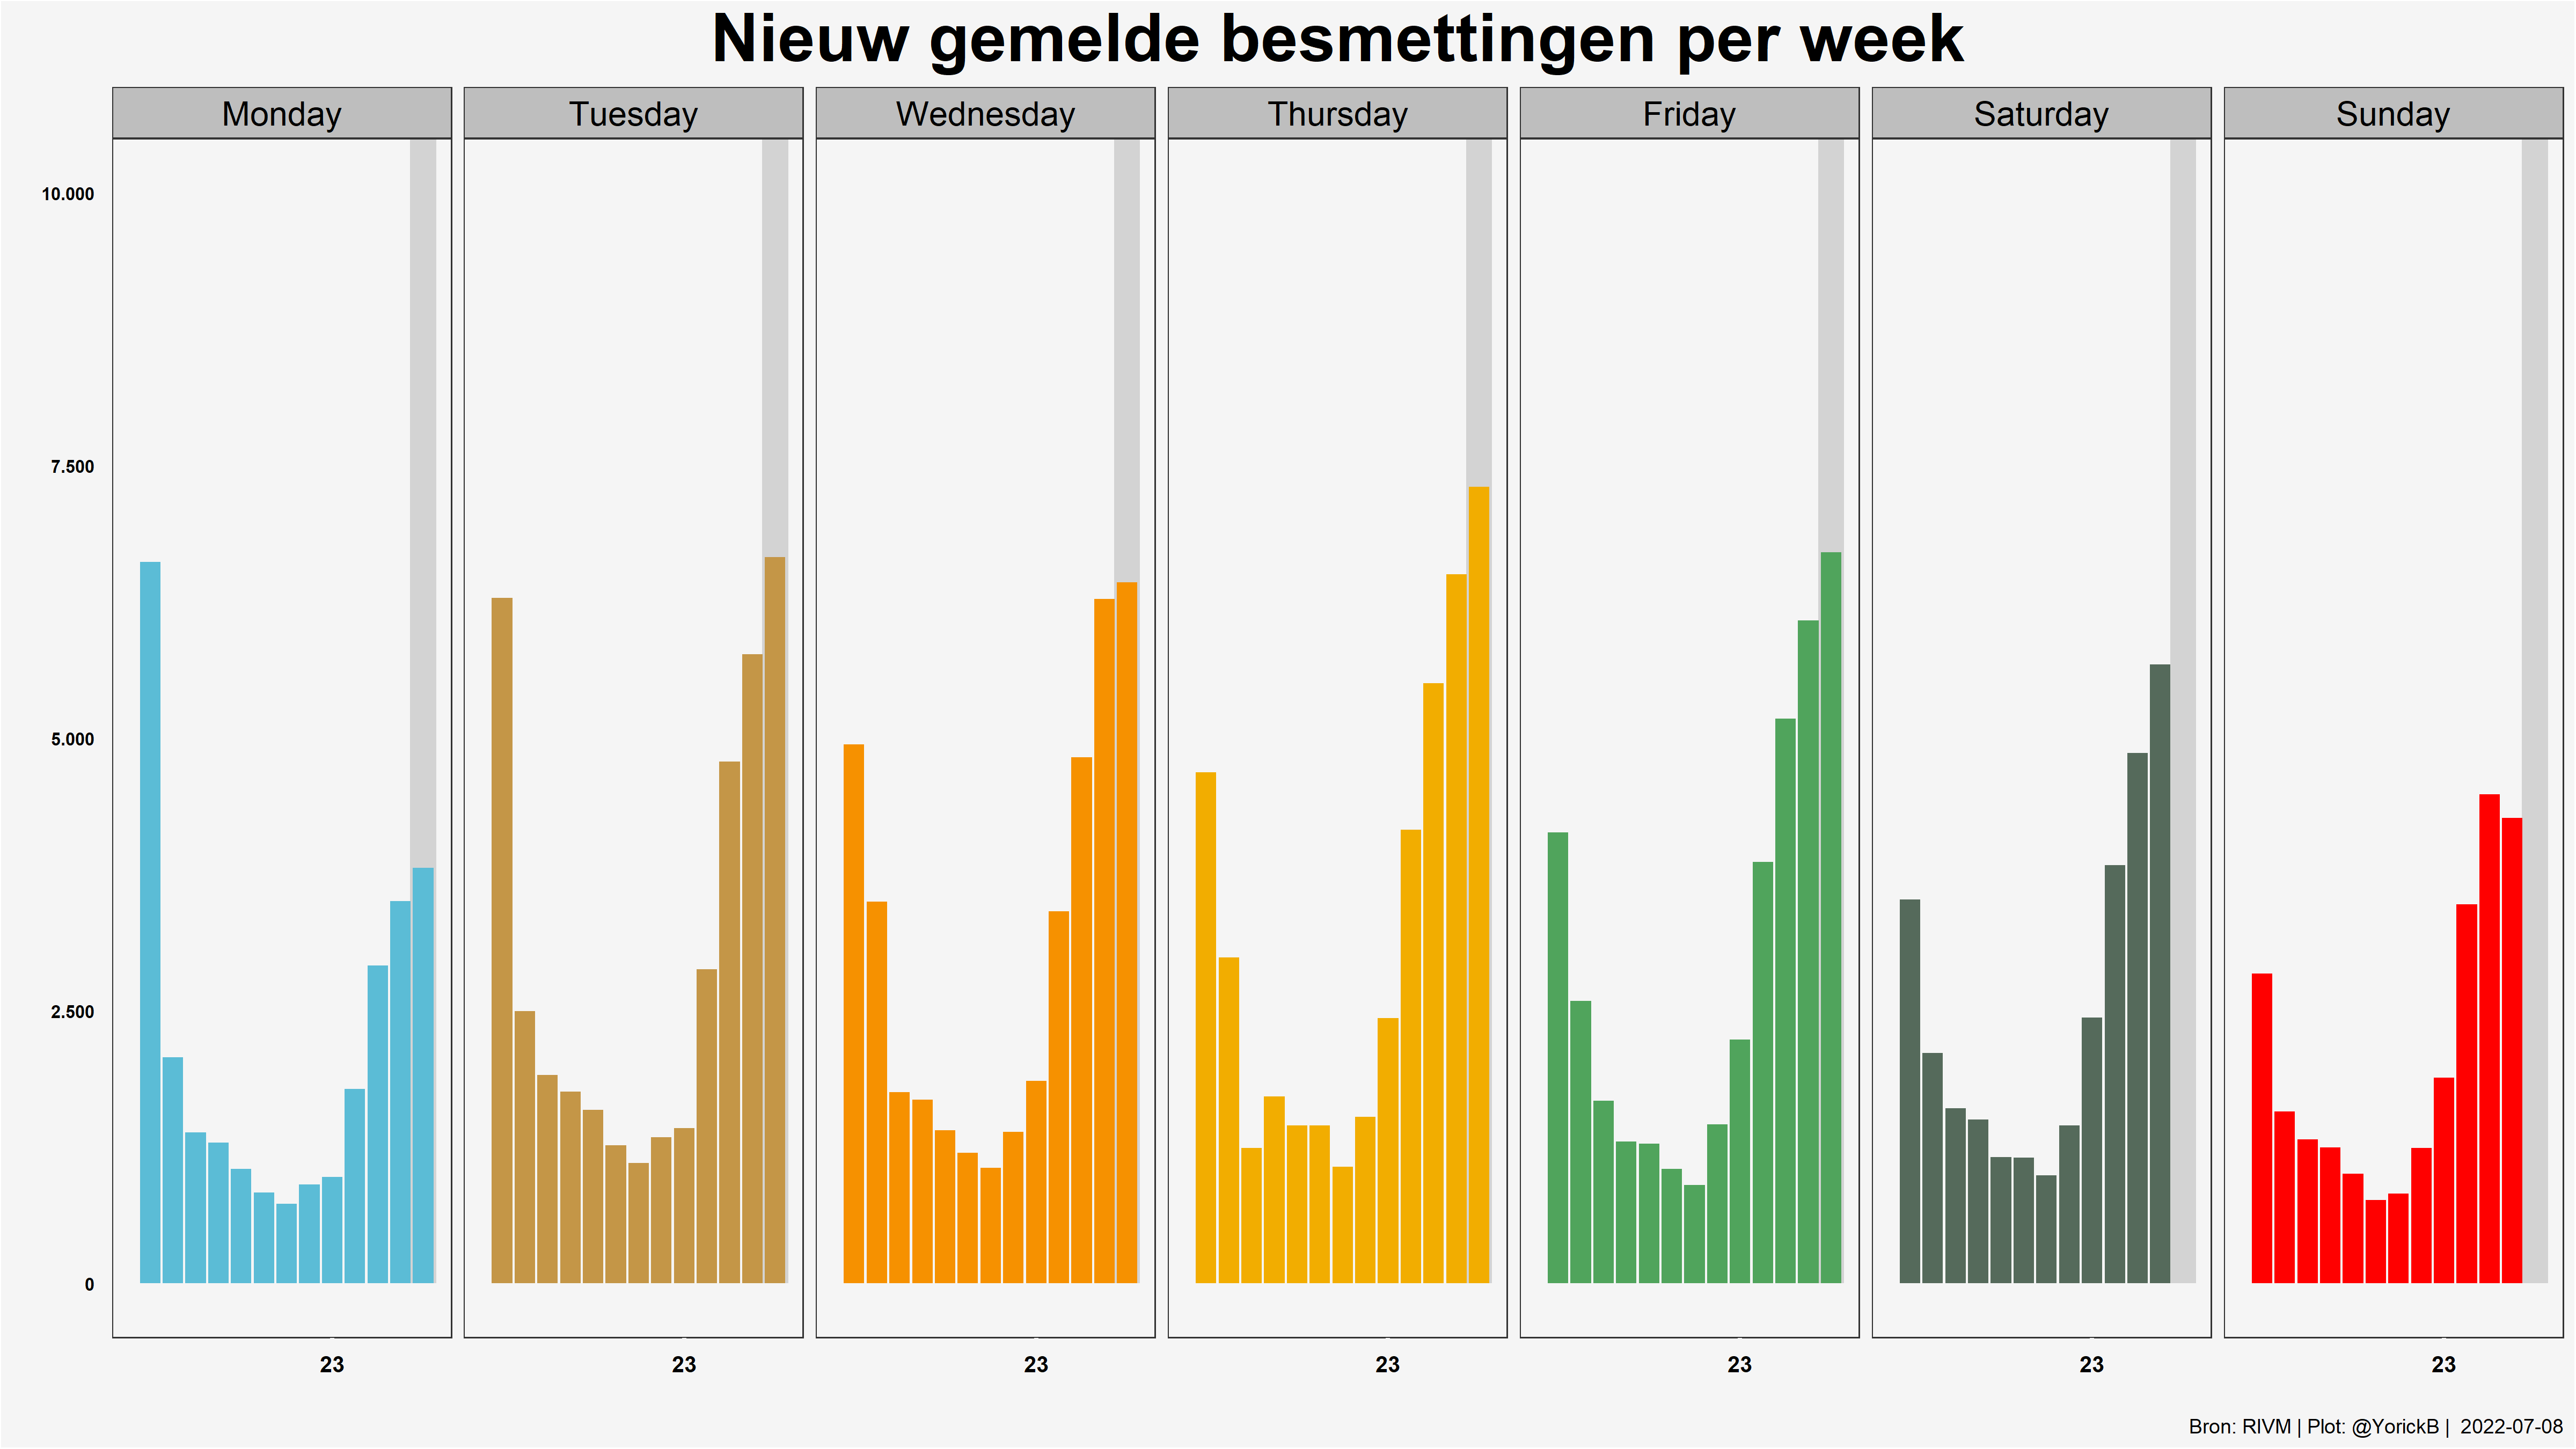 Nieuw gemelde besmettingen per week
Monday Tuesday Wednesday Thursday Friday Saturday Sunday
10.000
7.500
5.000
2.500
0
23 23 23 23 23 23 23
Bron: RIVM | Plot: @YorickB | 2022-07-08